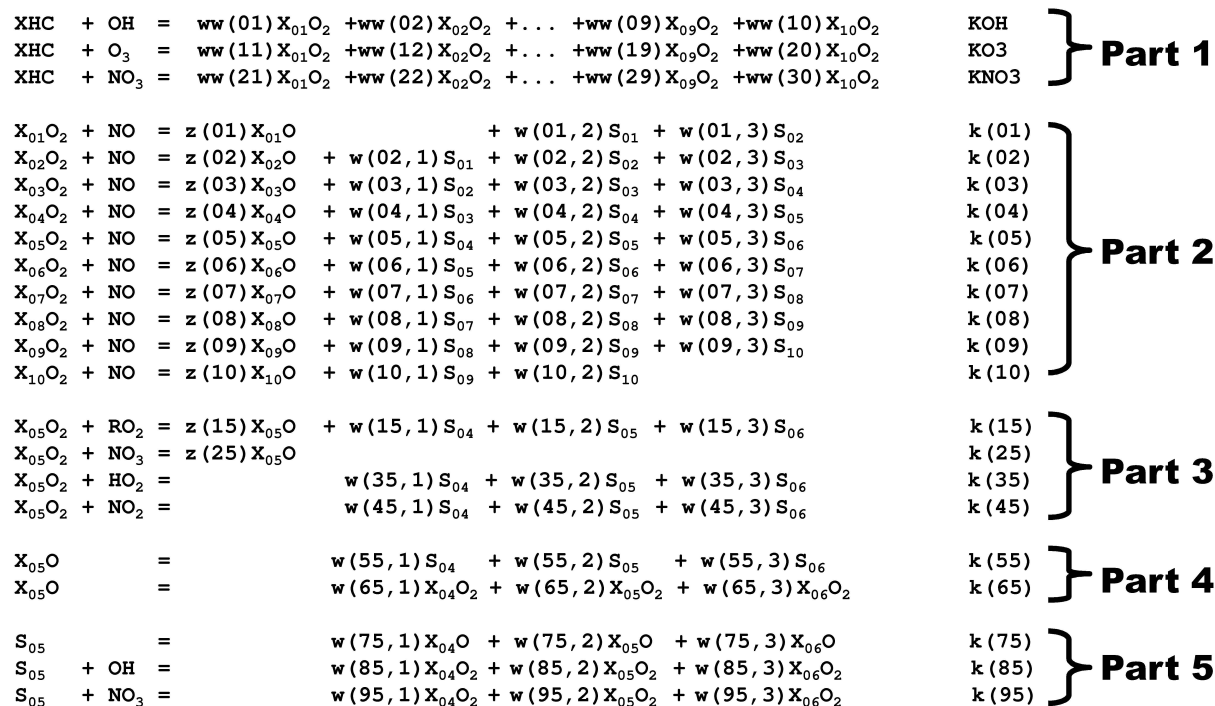 XHC + OH = ww(01)X₀₁O₂ +ww(02)X₀₂O₂ +... +ww(09)X₀₉O₂ +ww(10)X₁₀O₂ KOH
XHC + O₃ = ww(11)X₀₁O₂ +ww(12)X₀₂O₂ +... +ww(19)X₀₉O₂ +ww(20)X₁₀O₂ KO3 Part 1
XHC + NO₃ = ww(21)X₀₁O₂ +ww(22)X₀₂O₂ +... +ww(29)X₀₉O₂ +ww(30)X₁₀O₂ KNO3
X₀₁O₂ + NO = z(01)X₀₁O + w(01,2)S₀₁ + w(01,3)S₀₂ k(01)
X₀₂O₂ + NO = z(02)X₀₂O + w(02,1)S₀₁ + w(02,2)S₀₂ + w(02,3)S₀₃ k(02)
X₀₃O₂ + NO = z(03)X₀₃O + w(03,1)S₀₂ + w(03,2)S₀₃ + w(03,3)S₀₄ k(03)
X₀₄O₂ + NO = z(04)X₀₄O + w(04,1)S₀₃ + w(04,2)S₀₄ + w(04,3)S₀₅ k(04)
X₀₅O₂ + NO = z(05)X₀₅O + w(05,1)S₀₄ + w(05,2)S₀₅ + w(05,3)S₀₆ k(05) Part 2
X₀₆O₂ + NO = z(06)X₀₆O + w(06,1)S₀₅ + w(06,2)S₀₆ + w(06,3)S₀₇ k(06)
X₀₇O₂ + NO = z(07)X₀₇O + w(07,1)S₀₆ + w(07,2)S₀₇ + w(07,3)S₀₈ k(07)
X₀₈O₂ + NO = z(08)X₀₈O + w(08,1)S₀₇ + w(08,2)S₀₈ + w(08,3)S₀₉ k(08)
X₀₉O₂ + NO = z(09)X₀₉O + w(09,1)S₀₈ + w(09,2)S₀₉ + w(09,3)S₁₀ k(09)
X₁₀O₂ + NO = z(10)X₁₀O + w(10,1)S₀₉ + w(10,2)S₁₀ k(10)
X₀₅O₂ + RO₂ = z(15)X₀₅O + w(15,1)S₀₄ + w(15,2)S₀₅ + w(15,3)S₀₆ k(15)
X₀₅O₂ + NO₃ = z(25)X₀₅O k(25)
X₀₅O₂ + HO₂ = w(35,1)S₀₄ + w(35,2)S₀₅ + w(35,3)S₀₆ k(35) Part 3
X₀₅O₂ + NO₂ = w(45,1)S₀₄ + w(45,2)S₀₅ + w(45,3)S₀₆ k(45)
X₀₅O = w(55,1)S₀₄ + w(55,2)S₀₅ + w(55,3)S₀₆ k(55)
X₀₅O = w(65,1)X₀₄O₂ + w(65,2)X₀₅O₂ + w(65,3)X₀₆O₂ k(65) Part 4
S₀₅ = w(75,1)X₀₄O + w(75,2)X₀₅O + w(75,3)X₀₆O k(75)
S₀₅ + OH = w(85,1)X₀₄O₂ + w(85,2)X₀₅O₂ + w(85,3)X₀₆O₂ k(85) Part 5
S₀₅ + NO₃ = w(95,1)X₀₄O₂ + w(95,2)X₀₅O₂ + w(95,3)X₀₆O₂ k(95)